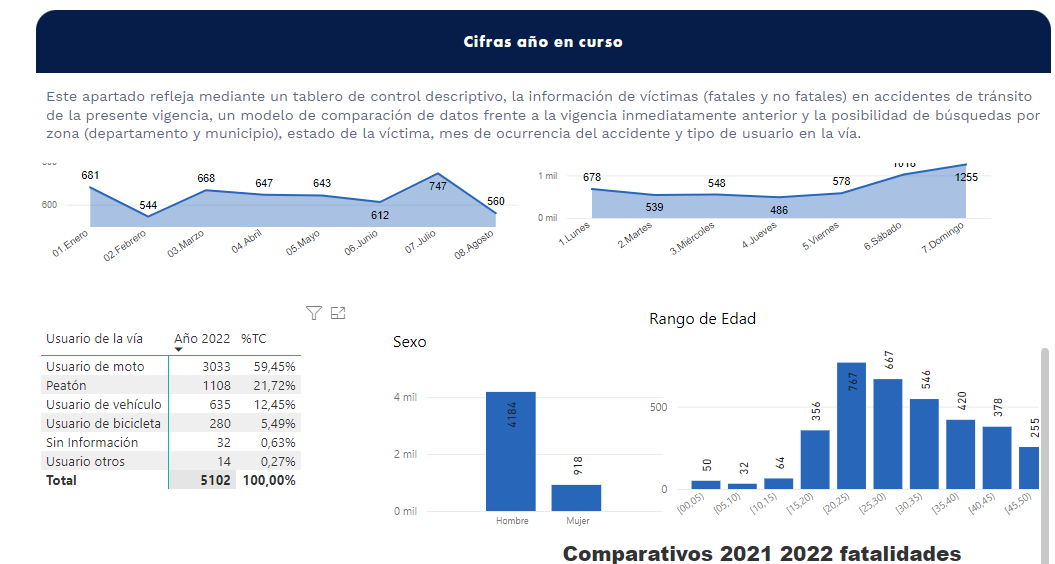 Cifras año en curso
Este apartado refleja mediante un tablero de control descriptivo, la información de víctimas (fatales y no fatales) en accidentes de tránsito
de la presente vigencia, un modelo de comparación de datos frente a la vigencia inmediatamente anterior y la posibilidad de búsquedas por
zona (departamento y municipio), estado de la víctima, mes de ocurrencia del accidente y tipo de usuario en la vía.
600
681
544
668
647
643
612
747
560
01.Enero
02.Febrero
03.Marzo
04.Abril
05.Mayo
06.Junio
07.Julio
08.Agosto
1 mil
0 mil
678
539
548
486
578
1255
1.Lunes
2.Martes
3.Miércoles
4.Jueves
5.Viernes
6.Sábado
7.Domingo
Usuario de la vía Año 2022 %TC
Usuario de moto 3033 59,45%
Peatón 1108 21,72%
Usuario de vehículo 635 12,45%
Usuario de bicicleta 280 5,49%
Sin Información 32 0,63%
Usuario otros 14 0,27%
Total 5102 100,00%
Sexo
4 mil
2 mil
0 mil
4184
918
Hombre
Mujer
Rango de Edad
500
0
50
32
64
356
767
667
546
420
378
255
[00,05)
[05,10)
[10,15)
[15,20)
[20,25)
[25,30)
[30,35)
[35,40)
[40,45)
[45,50)
Comparativos 2021 2022 fatalidades